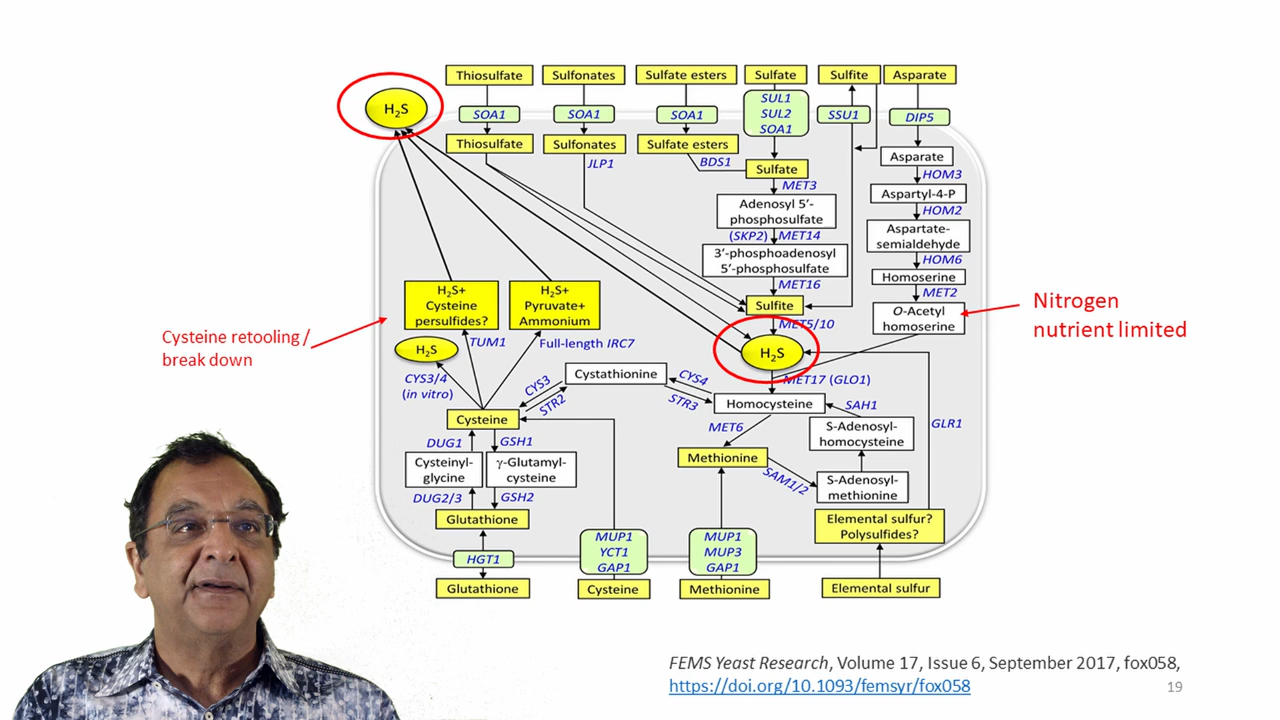 Thiosulfate
Sulfonates
Sulfate esters
Sulfate
Sulfite
Asparate
H₂S
SOA1
SOA1
SOA1
SUL1
SUL2
SOA1
SSU1
DIP5
Thiosulfate
Sulfonates
Sulfate esters
Asparate
JLP1
BDS1
Sulfate
HOM3
MET3
Aspartyl-4-P
Adenosyl 5′-
phosphosulfate
HOM2
(SKP2) MET14
Aspartate-
semialdehyde
3′-phosphoadenosyl
5′-phosphosulfate
HOM6
MET16
Homoserine
MET2
H₂S+
Cysteine
persulfides?
H₂S+
Pyruvate+
Ammonium
Sulfite
O-Acetyl
homoserine
Nitrogen
nutrient limited
MET5/10
Cysteine retooling /
break down
TUM1
Full-length IRC7
H₂S
H₂S
CYS3/4
(in vitro)
CYS3
STR2
Cystathionine
CYS4
STR3
MET17 (GLO1)
Homocysteine
SAH1
Cysteine
MET6
S-Adenosyl-
homocysteine
GLR1
DUG1
GSH1
Methionine
Cysteinyl-
glycine
γ-Glutamyl-
cysteine
SAM1/2
S-Adenosyl-
methionine
DUG2/3
GSH2
Glutathione
Elemental sulfur?
Polysulfides?
HGT1
MUP1
YCT1
GAP1
MUP1
MUP3
GAP1
Glutathione
Cysteine
Methionine
Elemental sulfur
FEMS Yeast Research, Volume 17, Issue 6, September 2017, fox058,
https://doi.org/10.1093/femsyr/fox058
19